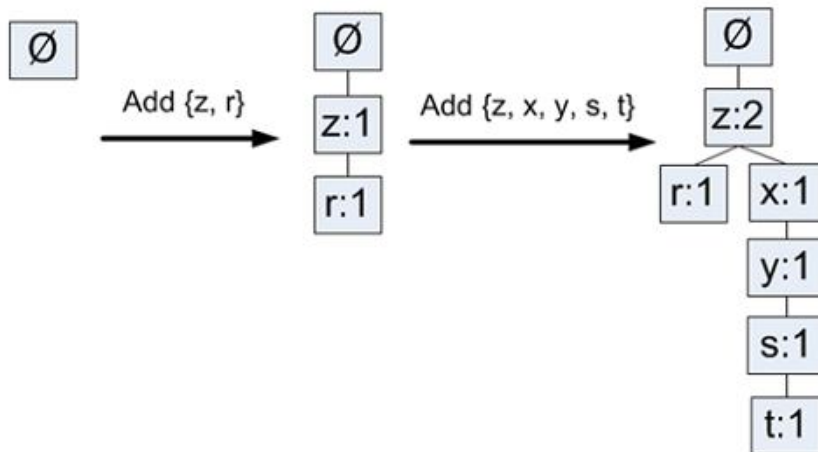 Ø
Add {z, r}
Ø
z:1
r:1
Add {z, x, y, s, t}
Ø
z:2
r:1 x:1
y:1
s:1
t:1